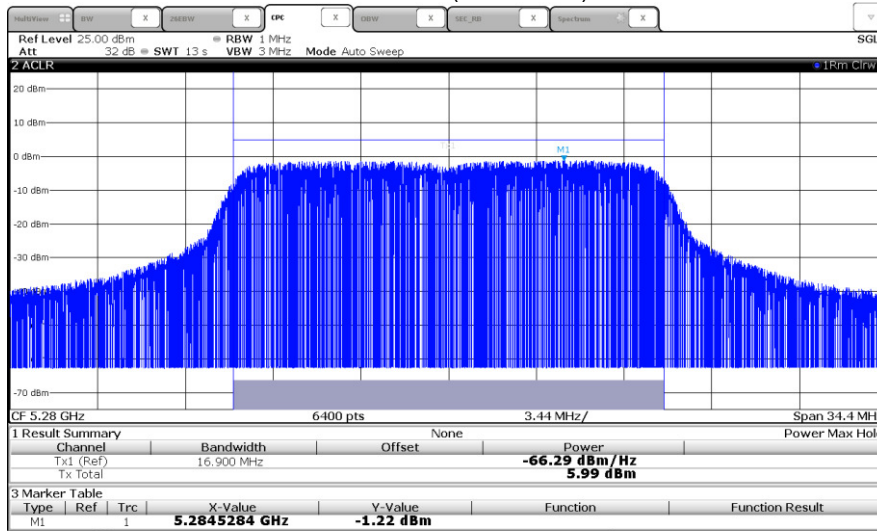 MultiView BW X 26EBW X CPC X OBW X SEC_RB X Spectrum X
Ref Level 25.00 dBm RBW 1 MHz SGL
Att 32 dB SWT 13 s VBW 3 MHz Mode Auto Sweep
2 ACLR 1Rm Clrw
20 dBm
10 dBm
Tx1
M1
0 dBm
-10 dBm
-20 dBm
-30 dBm
-70 dBm
CF 5.28 GHz 6400 pts 3.44 MHz/ Span 34.4 MH
1 Result Summary None Power Max Hol
Channel Bandwidth Offset Power
Tx1 (Ref) 16.900 MHz -66.29 dBm/Hz
Tx Total 5.99 dBm
3 Marker Table
Type Ref Trc X-Value Y-Value Function Function Result
M1 1 5.2845284 GHz -1.22 dBm